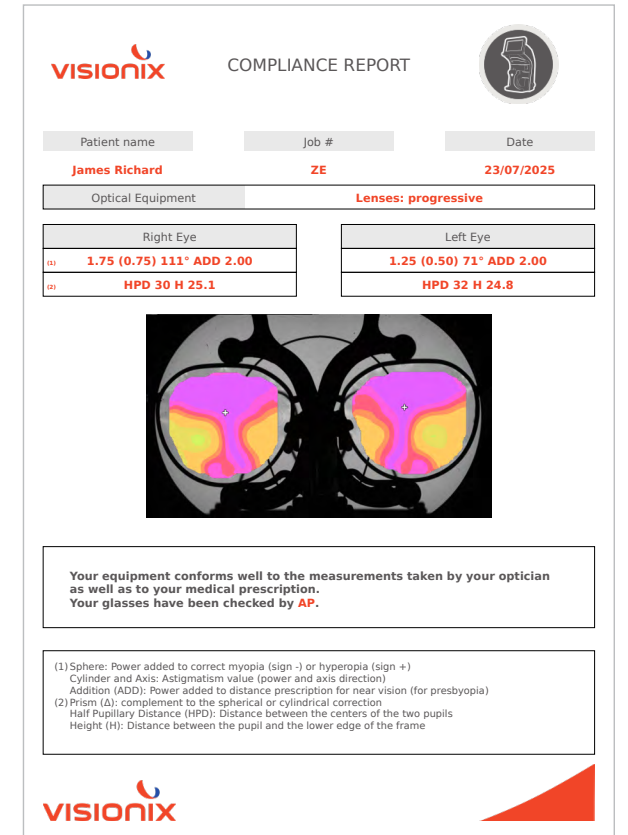 VISIONIX
COMPLIANCE REPORT
Patient name
Job #
Date
James Richard
ZE
23/07/2025
Optical Equipment
Lenses: progressive
Right Eye
Left Eye
(1) 1.75 (0.75) 111° ADD 2.00
1.25 (0.50) 71° ADD 2.00
(2) HPD 30 H 25.1
HPD 32 H 24.8
Your equipment conforms well to the measurements taken by your optician
as well as to your medical prescription.
Your glasses have been checked by AP.
(1) Sphere: Power added to correct myopia (sign -) or hyperopia (sign +)
Cylinder and Axis: Astigmatism value (power and axis direction)
Addition (ADD): Power added to distance prescription for near vision (for presbyopia)
(2) Prism (Δ): complement to the spherical or cylindrical correction
Half Pupillary Distance (HPD): Distance between the centers of the two pupils
Height (H): Distance between the pupil and the lower edge of the frame
VISIONIX